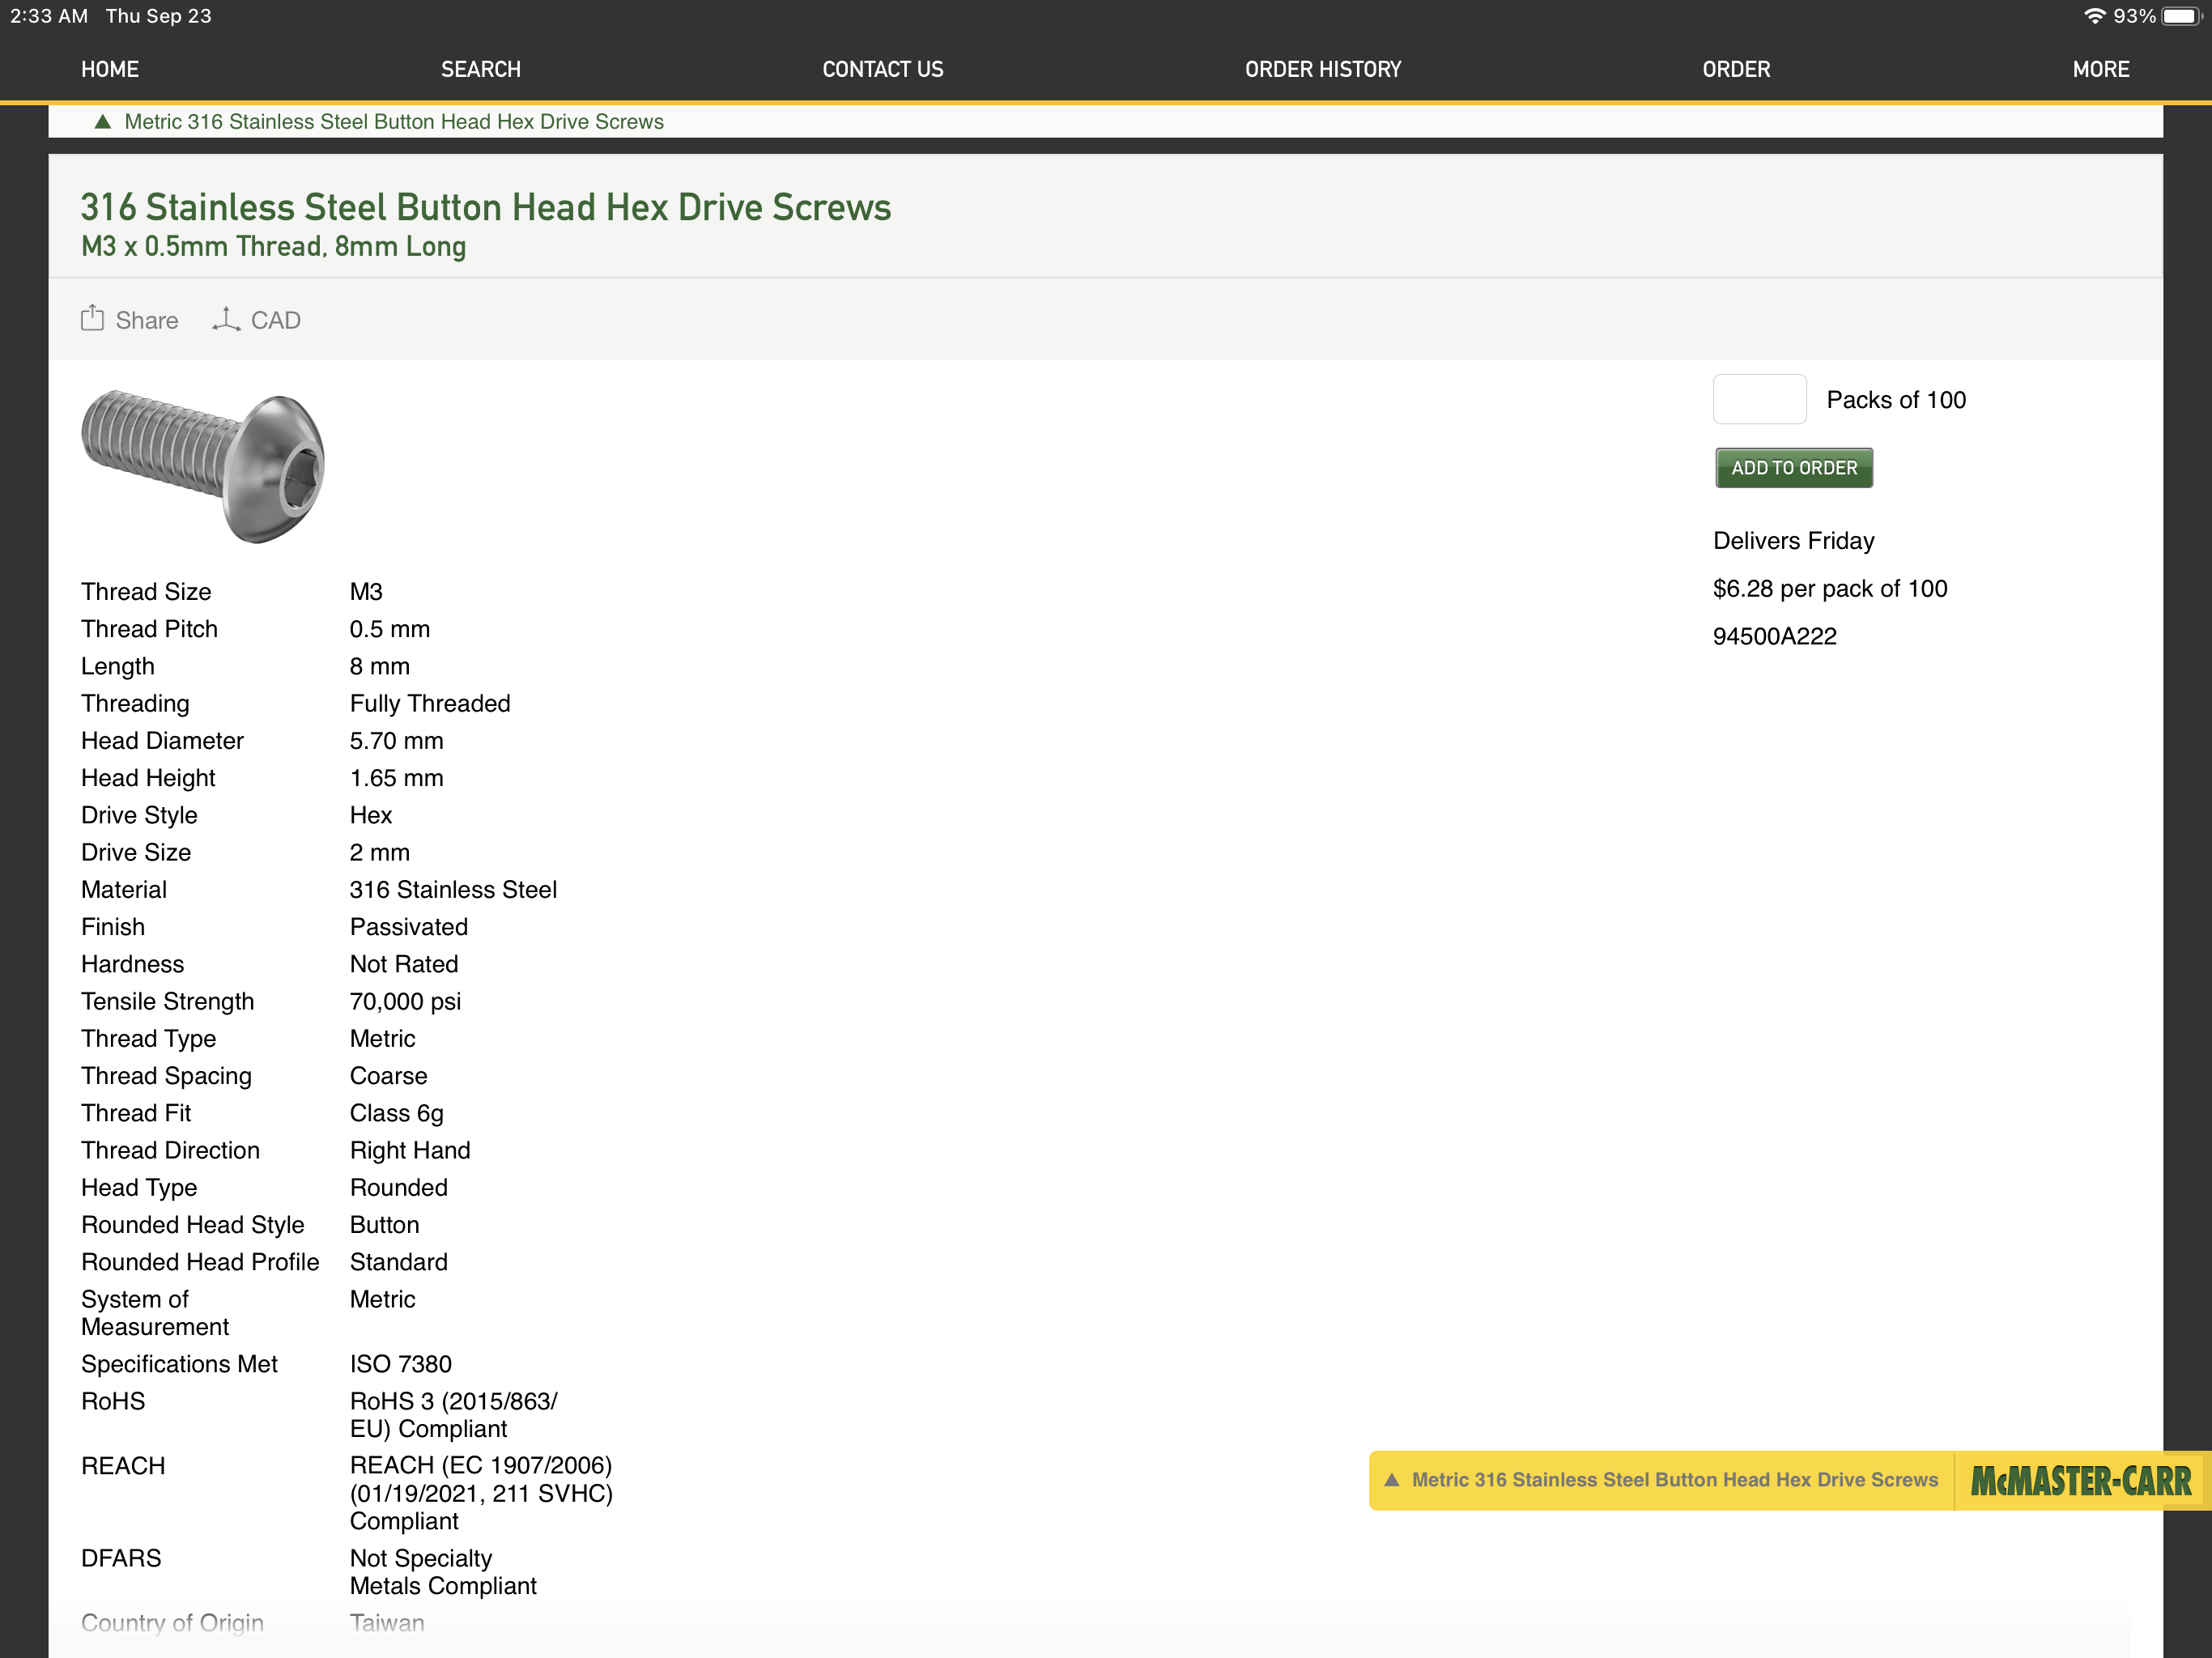 2:33 AM Thu Sep 23
93%
HOME
SEARCH
CONTACT US
ORDER HISTORY
ORDER
MORE
▲ Metric 316 Stainless Steel Button Head Hex Drive Screws
316 Stainless Steel Button Head Hex Drive Screws
M3 x 0.5mm Thread, 8mm Long
Share
CAD
Packs of 100
ADD TO ORDER
Delivers Friday
$6.28 per pack of 100
94500A222
Thread Size M3
Thread Pitch 0.5 mm
Length 8 mm
Threading Fully Threaded
Head Diameter 5.70 mm
Head Height 1.65 mm
Drive Style Hex
Drive Size 2 mm
Material 316 Stainless Steel
Finish Passivated
Hardness Not Rated
Tensile Strength 70,000 psi
Thread Type Metric
Thread Spacing Coarse
Thread Fit Class 6g
Thread Direction Right Hand
Head Type Rounded
Rounded Head Style Button
Rounded Head Profile Standard
System of Metric
Measurement
Specifications Met ISO 7380
RoHS RoHS 3 (2015/863/
EU) Compliant
REACH REACH (EC 1907/2006)
(01/19/2021, 211 SVHC)
Compliant
DFARS Not Specialty
Metals Compliant
Country of Origin Taiwan
▲ Metric 316 Stainless Steel Button Head Hex Drive Screws
McMASTER-CARR